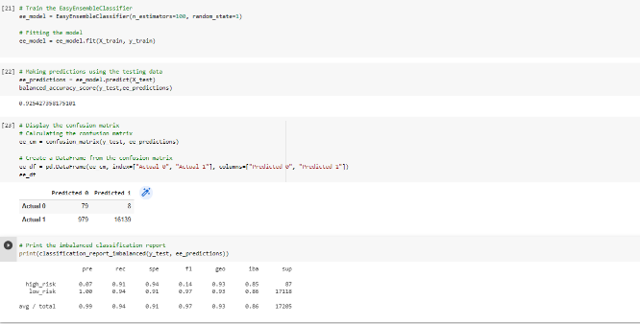 [21] # Train the EasyEnsembleClassifier
ee_model = EasyEnsembleClassifier(n_estimators=100, random_state=1)
# Fitting the model
ee_model = ee_model.fit(X_train, y_train)
[22] # Making predictions using the testing data
ee_predictions = ee_model.predict(X_test)
balanced_accuracy_score(y_test,ee_predictions)
[23] # Display the confusion matrix
# Calculating the confusion matrix
ee_cm = confusion_matrix(y_test, ee_predictions)
# Create a DataFrame from the confusion matrix
ee_df = pd.DataFrame(ee_cm, index=["Actual 0", "Actual 1"], columns=["Predicted 0", "Predicted 1"])
ee_df
Predicted 0 Predicted 1
Actual 0 79 8
Actual 1 979 16139
# Print the imbalanced classification report
print(classification_report_imbalanced(y_test, ee_predictions))
pre rec spe f1 geo iba sup
high_risk 0.07 0.91 0.94 0.14 0.93 0.85 87
low_risk 1.00 0.94 0.91 0.97 0.93 0.86 17118
avg / total 0.99 0.94 0.91 0.97 0.93 0.86 17205